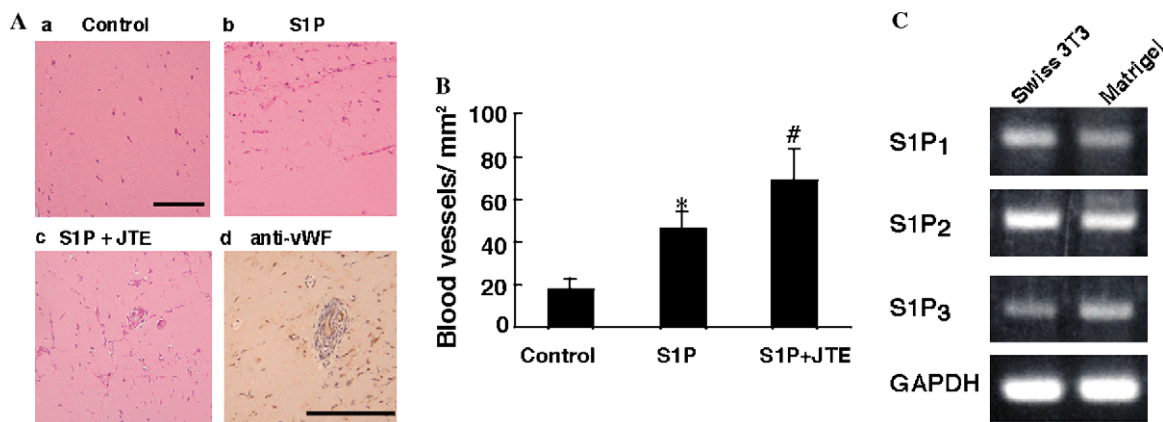 A
a Control
b S1P
c S1P + JTE
d anti-vWF
B
Blood vessels/ mm²
100
80
60
40
20
0
*
#
Control S1P S1P+JTE
C
Swiss 3T3 Matrigel
S1P1
S1P2
S1P3
GAPDH